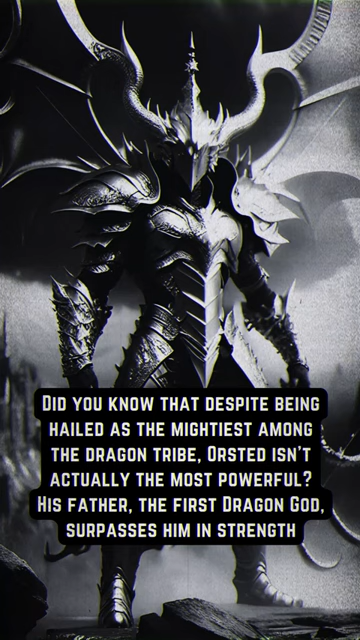 Did you know that despite being
hailed as the mightiest among
the dragon tribe, Orsted isn't
actually the most powerful?
His father, the first Dragon God,
surpasses him in strength